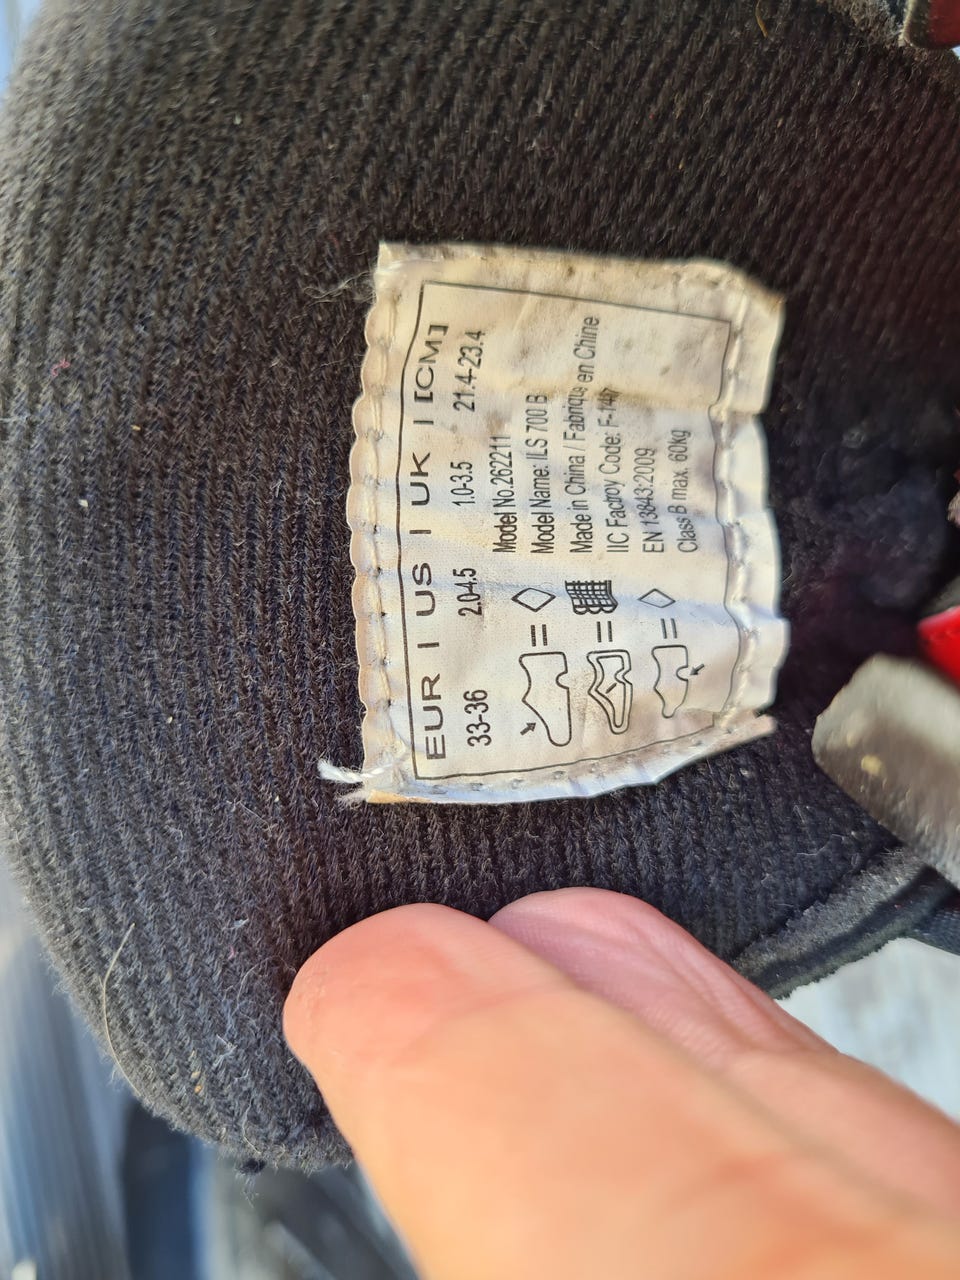 EUR | US | UK | [CM]
33-36 2.0-4.5 1.0-3.5 21.4-23.4
Model No.262211
= Model Name: ILS 700 B
Made in China / Fabriqué en Chine
= IIC Factroy Code:
EN 13843:2009
= Class B max. 60kg